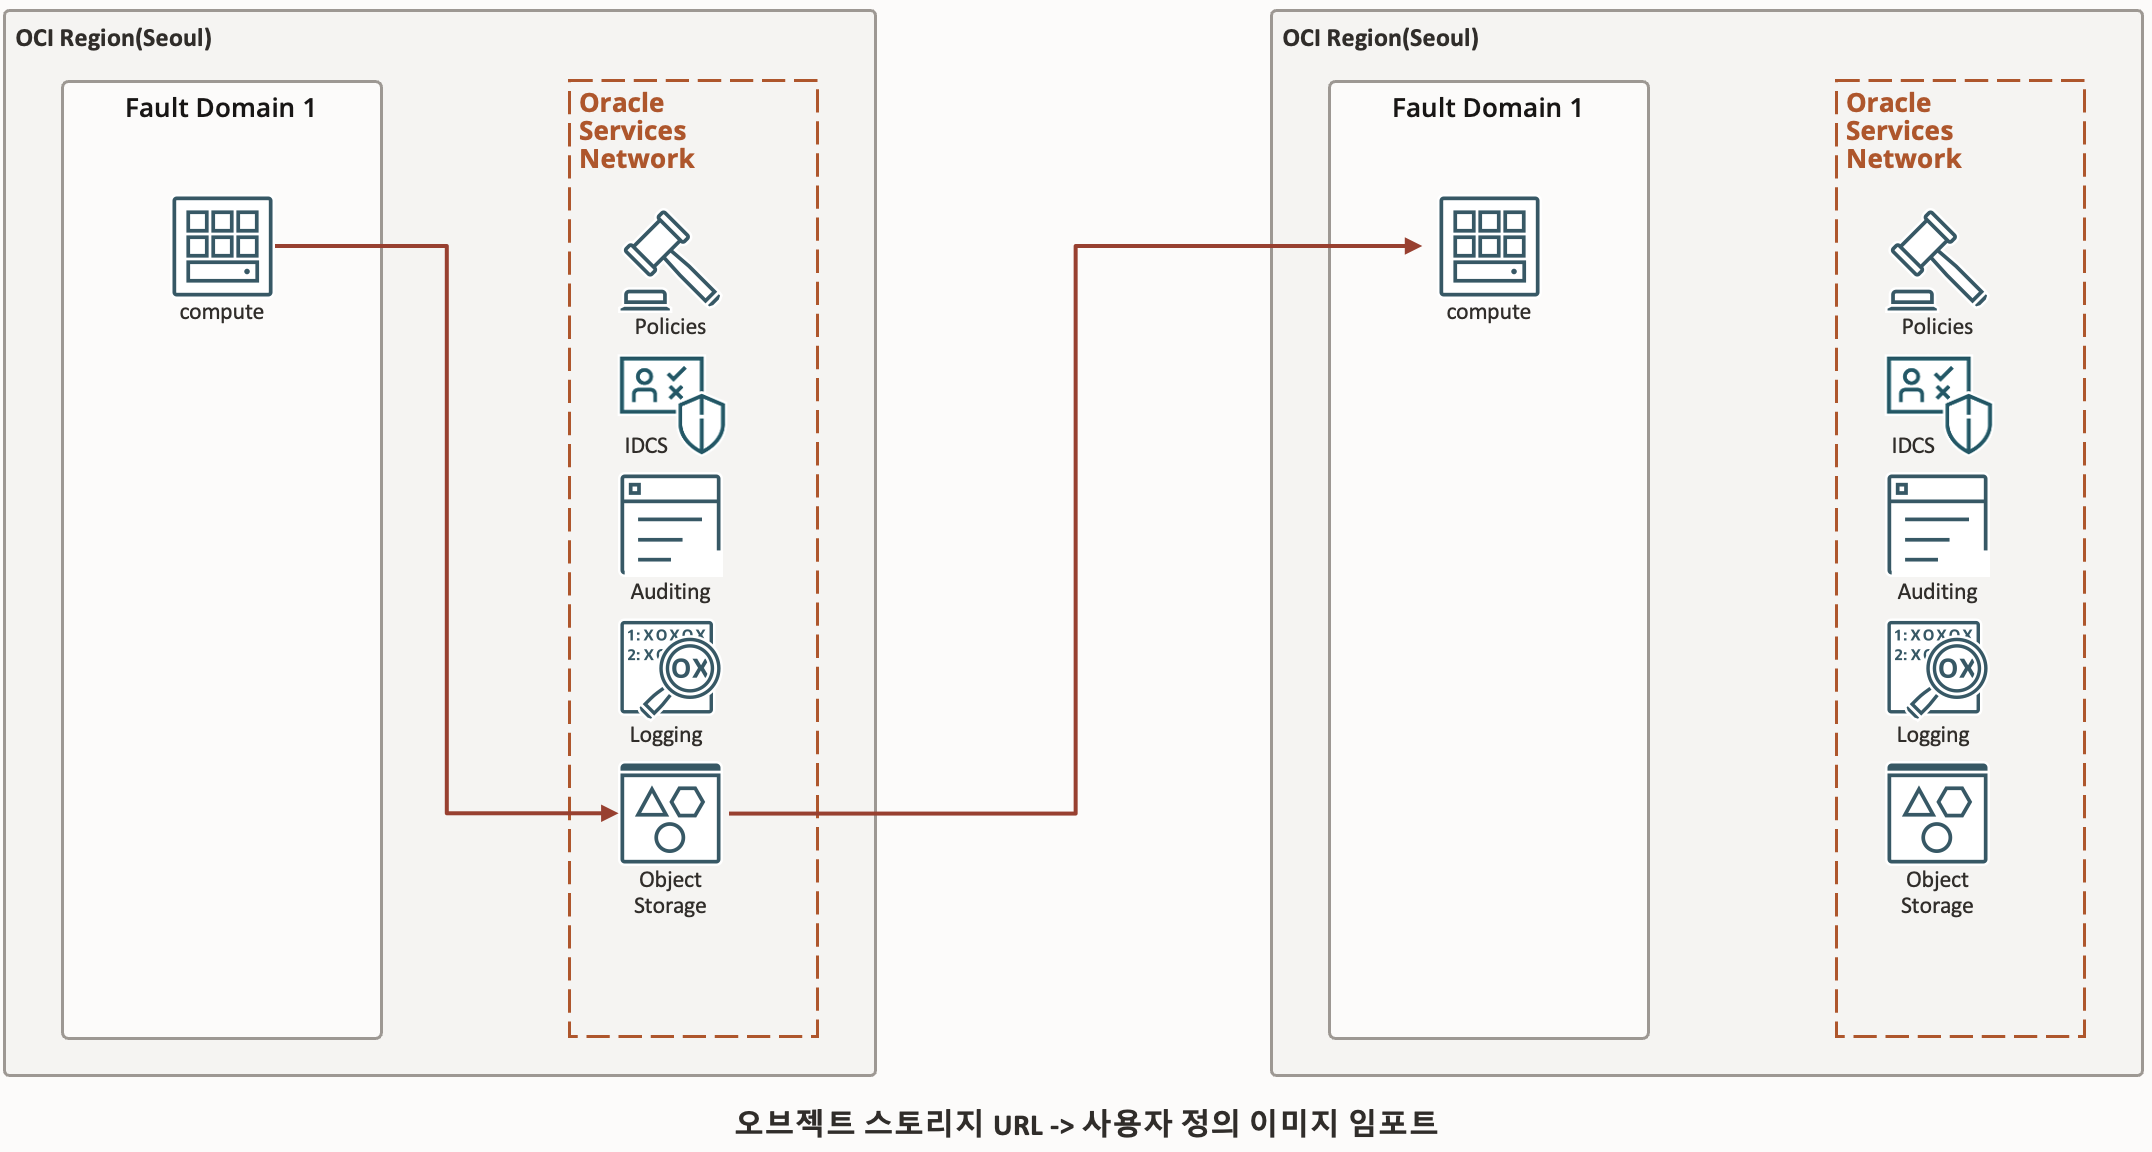 OCI Region(Seoul)
Fault Domain 1
compute
Oracle
Services
Network
Policies
IDCS
Auditing
1: XOXOX
2: XO
OX
Logging
Object
Storage
OCI Region(Seoul)
Fault Domain 1
compute
Oracle
Services
Network
Policies
IDCS
Auditing
1: XOXOX
2: XO
OX
Logging
Object
Storage
오브젝트 스토리지 URL -> 사용자 정의 이미지 임포트